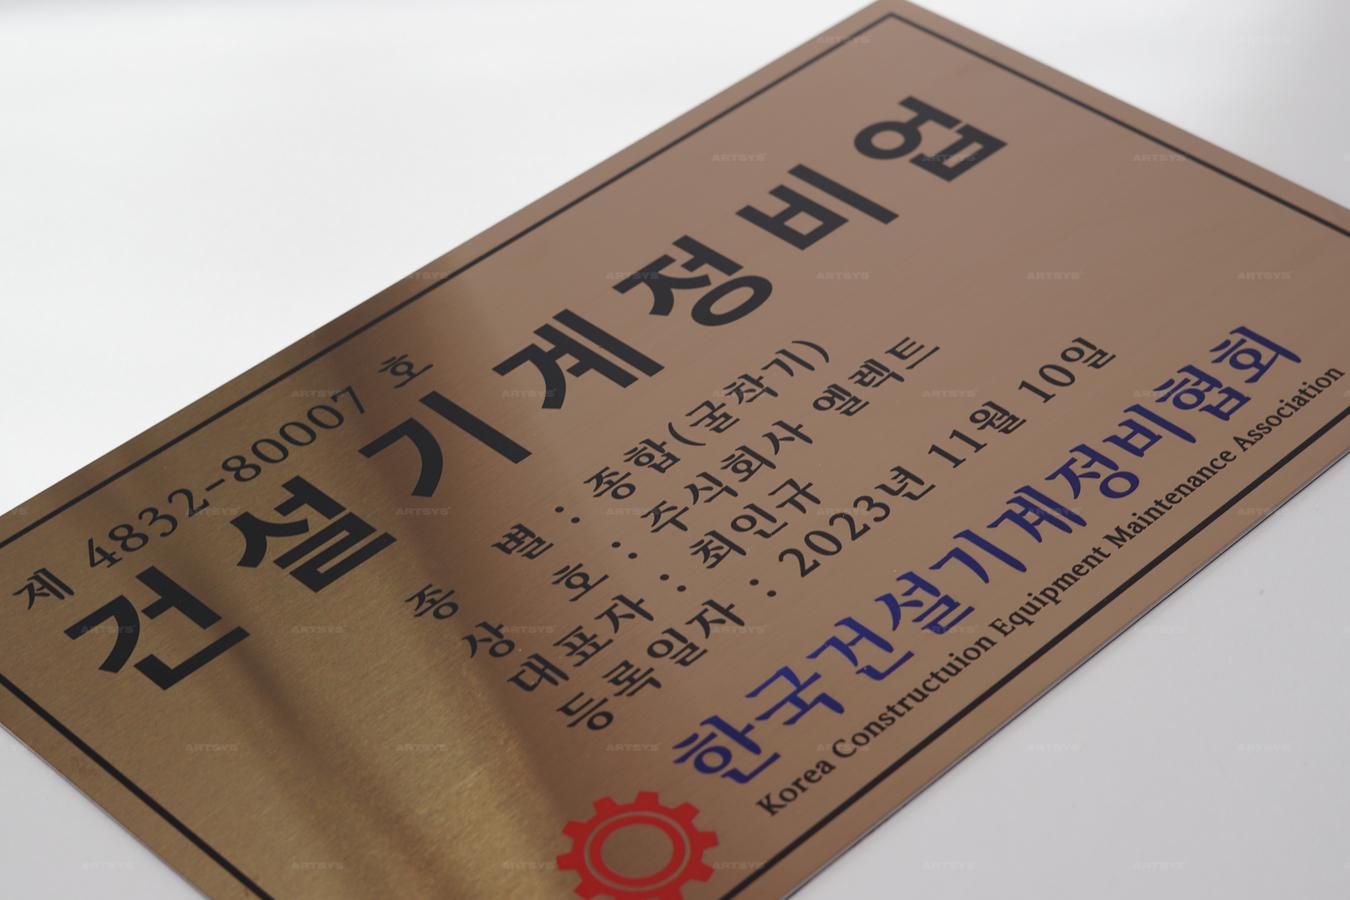 제 4832-80007 호
건설기계정비업
종 별 : 종합(굴착기)
상 호 : 주식회사 엘렉트
대표자 : 최인규
등록일자 : 2023년 11월 10일
한국건설기계정비협회
Korea Constructuion Equipment Maintenance Association
ARTSYS